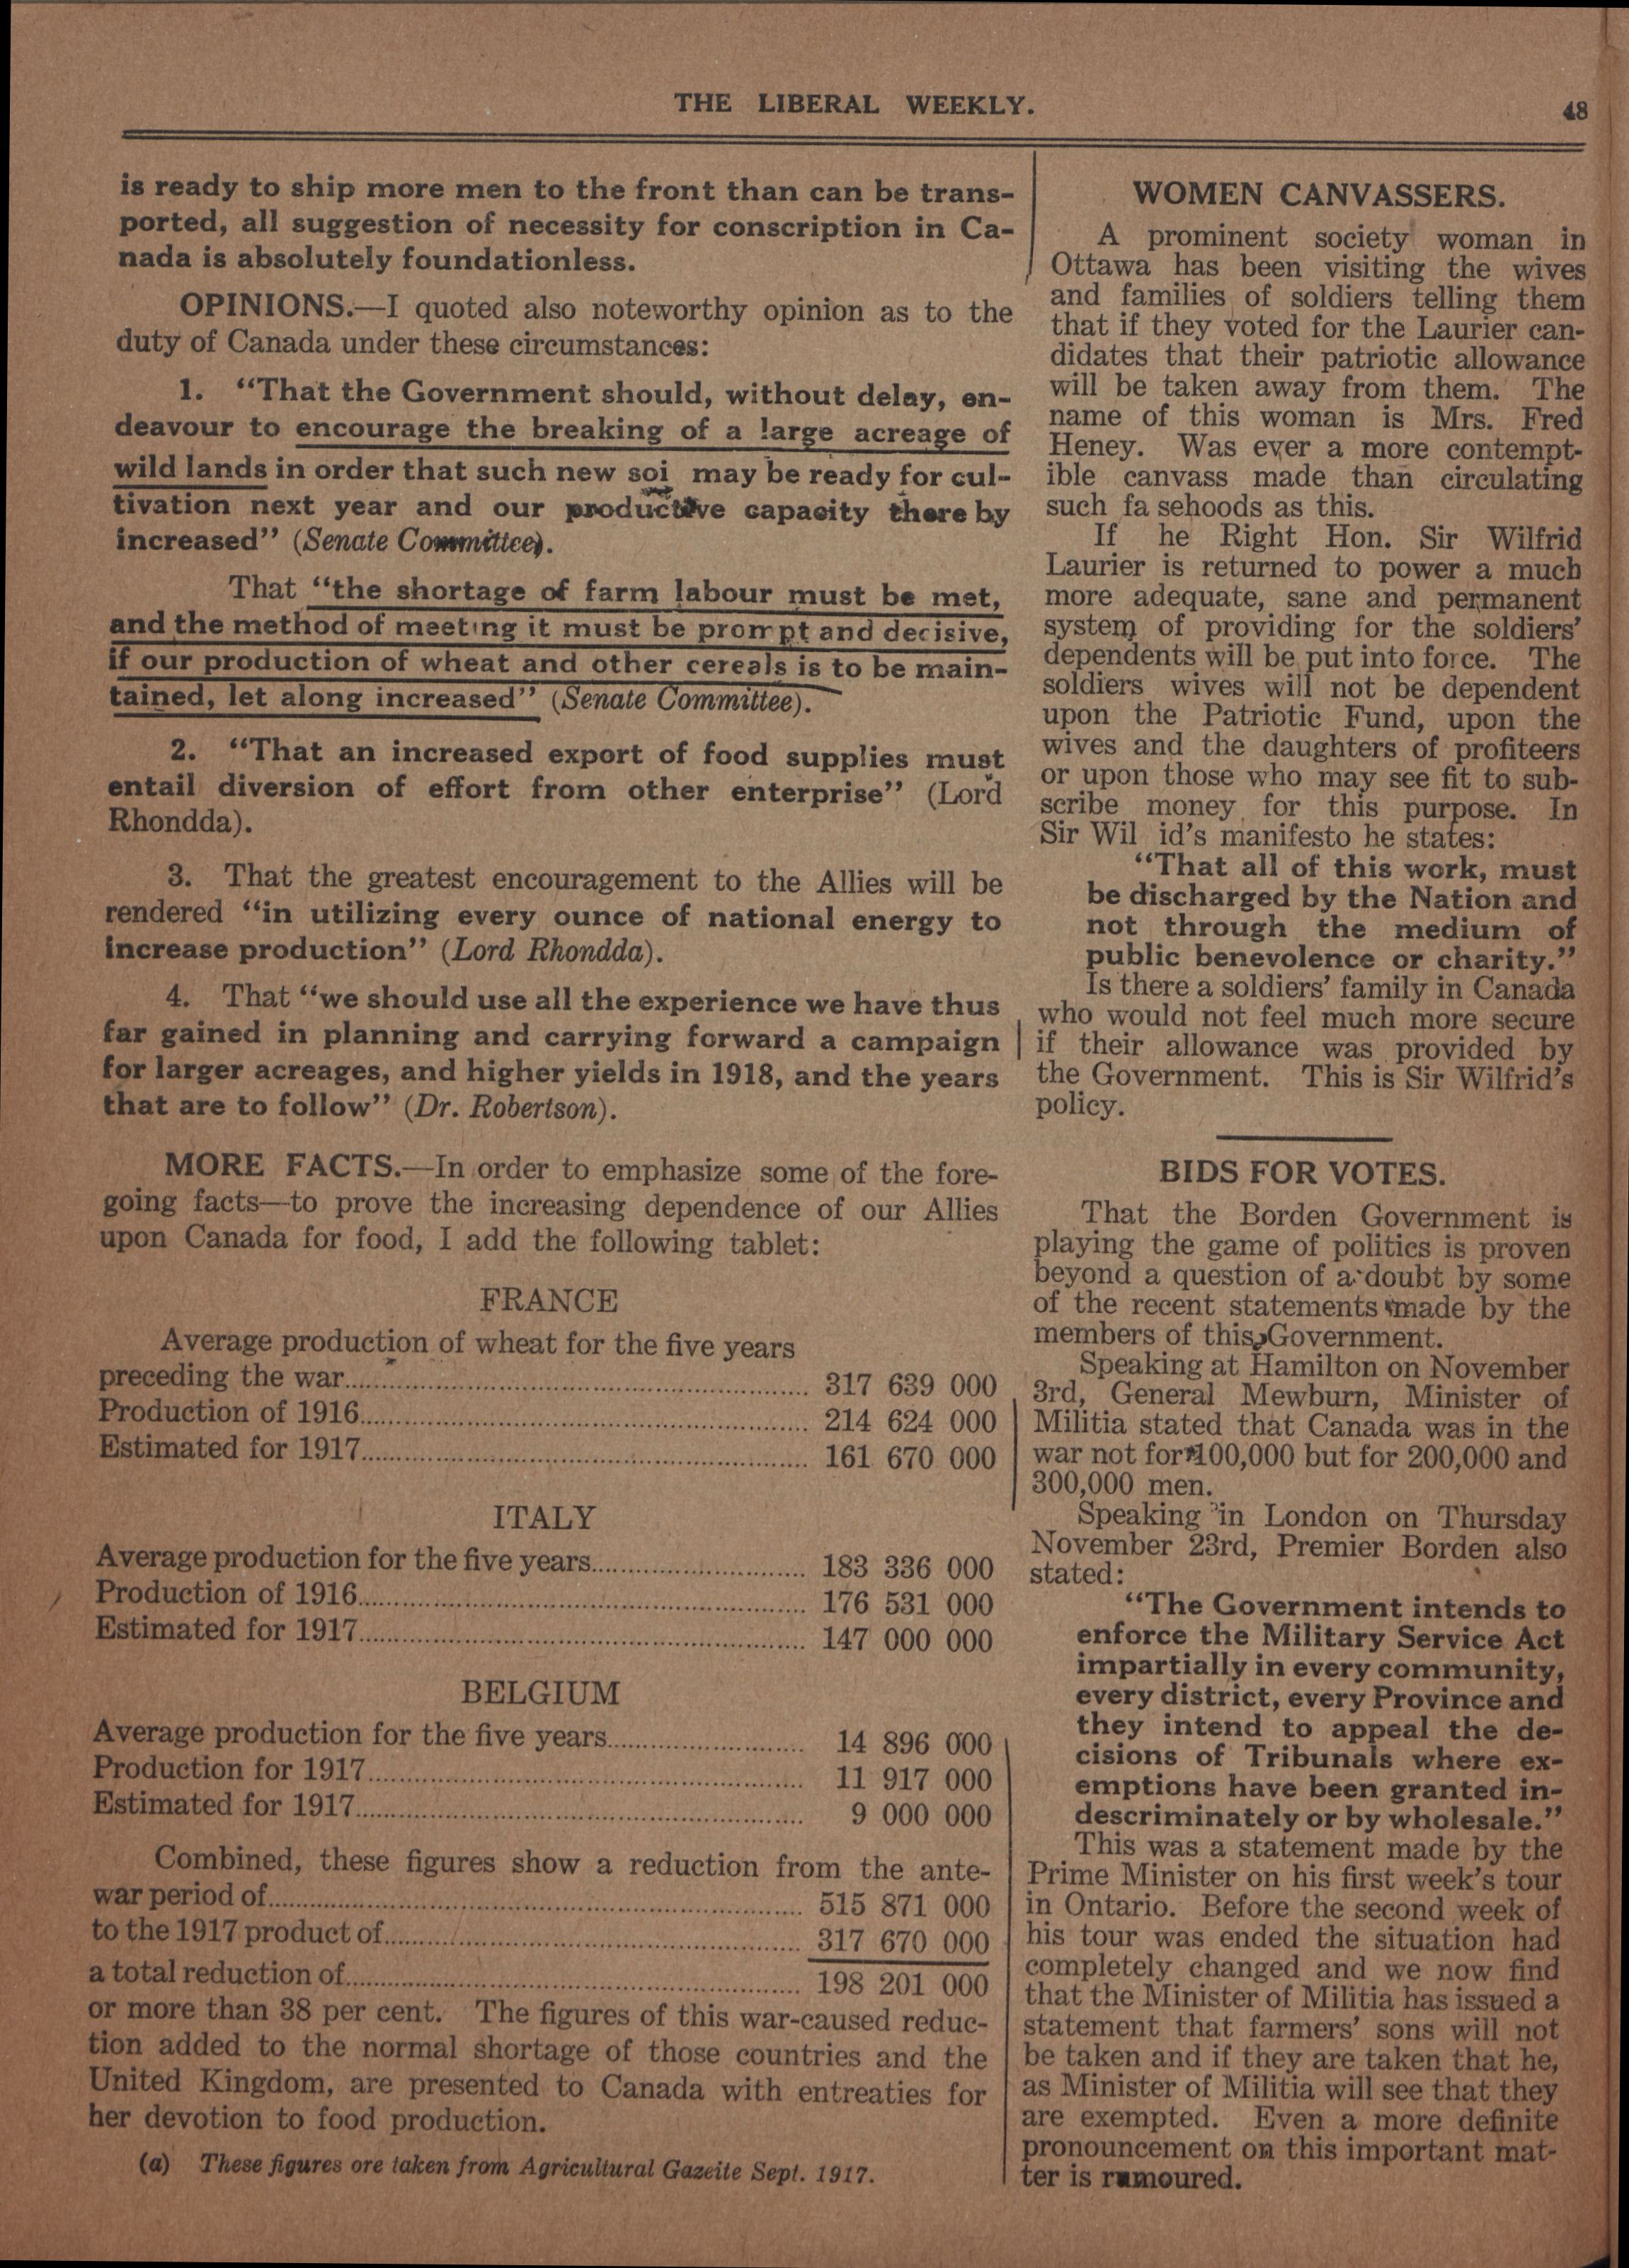 THE LIBERAL WEEKLY.
48
is ready to ship more men to the front than can be trans-
ported, all suggestion of necessity for conscription in Ca-
nada is absolutely foundationless.
OPINIONS.—I quoted also noteworthy opinion as to the
duty of Canada under these circumstances:
1. “That the Government should, without delay, en-
deavour to encourage the breaking of a large acreage of
wild lands in order that such new soi may be ready for cul-
tivation next year and our productive capacity there by
increased” (Senate Committee).
That “the shortage of farm labour must be met,
and the method of meeting it must be prompt and decisive,
if our production of wheat and other cereals is to be main-
tained, let along increased” (Senate Committee).
2. “That an increased export of food supplies must
entail diversion of effort from other enterprise” (Lord
Rhondda).
3. That the greatest encouragement to the Allies will be
rendered “in utilizing every ounce of national energy to
increase production” (Lord Rhondda).
4. That “we should use all the experience we have thus
far gained in planning and carrying forward a campaign
for larger acreages, and higher yields in 1918, and the years
that are to follow” (Dr. Robertson).
MORE FACTS.—In order to emphasize some of the fore-
going facts—to prove the increasing dependence of our Allies
upon Canada for food, I add the following tablet:
FRANCE
Average production of wheat for the five years
preceding the war.......... 317 639 000
Production of 1916.......... 214 624 000
Estimated for 1917.......... 161 670 000
ITALY
Average production for the five years.......... 183 336 000
Production of 1916.......... 176 531 000
Estimated for 1917.......... 147 000 000
BELGIUM
Average production for the five years.......... 14 896 000
Production for 1917.......... 11 917 000
Estimated for 1917.......... 9 000 000
Combined, these figures show a reduction from the ante-
war period of.......... 515 871 000
to the 1917 product of.......... 317 670 000
a total reduction of.......... 198 201 000
or more than 38 per cent. The figures of this war-caused reduc-
tion added to the normal shortage of those countries and the
United Kingdom, are presented to Canada with entreaties for
her devotion to food production.
(a) These figures ore taken from Agricultural Gazeite Sept. 1917.
WOMEN CANVASSERS.
A prominent society woman in
Ottawa has been visiting the wives
and families of soldiers telling them
that if they voted for the Laurier can-
didates that their patriotic allowance
will be taken away from them. The
name of this woman is Mrs. Fred
Heney. Was ever a more contempt-
ible canvass made than circulating
such fa sehoods as this.
If he Right Hon. Sir Wilfrid
Laurier is returned to power a much
more adequate, sane and permanent
system of providing for the soldiers’
dependents will be put into force. The
soldiers wives will not be dependent
upon the Patriotic Fund, upon the
wives and the daughters of profiteers
or upon those who may see fit to sub-
scribe money for this purpose. In
Sir Wil id’s manifesto he states:
“That all of this work, must
be discharged by the Nation and
not through the medium of
public benevolence or charity.”
Is there a soldiers’ family in Canada
who would not feel much more secure
if their allowance was provided by
the Government. This is Sir Wilfrid’s
policy.
BIDS FOR VOTES.
That the Borden Government is
playing the game of politics is proven
beyond a question of a doubt by some
of the recent statements made by the
members of this Government.
Speaking at Hamilton on November
3rd, General Mewburn, Minister of
Militia stated that Canada was in the
war not for 100,000 but for 200,000 and
300,000 men.
Speaking in London on Thursday
November 23rd, Premier Borden also
stated:
“The Government intends to
enforce the Military Service Act
impartially in every community,
every district, every Province and
they intend to appeal the de-
cisions of Tribunals where ex-
emptions have been granted in-
descriminately or by wholesale.”
This was a statement made by the
Prime Minister on his first week’s tour
in Ontario. Before the second week of
his tour was ended the situation had
completely changed and we now find
that the Minister of Militia has issued a
statement that farmers’ sons will not
be taken and if they are taken that he,
as Minister of Militia will see that they
are exempted. Even a more definite
pronouncement on this important mat-
ter is rumoured.